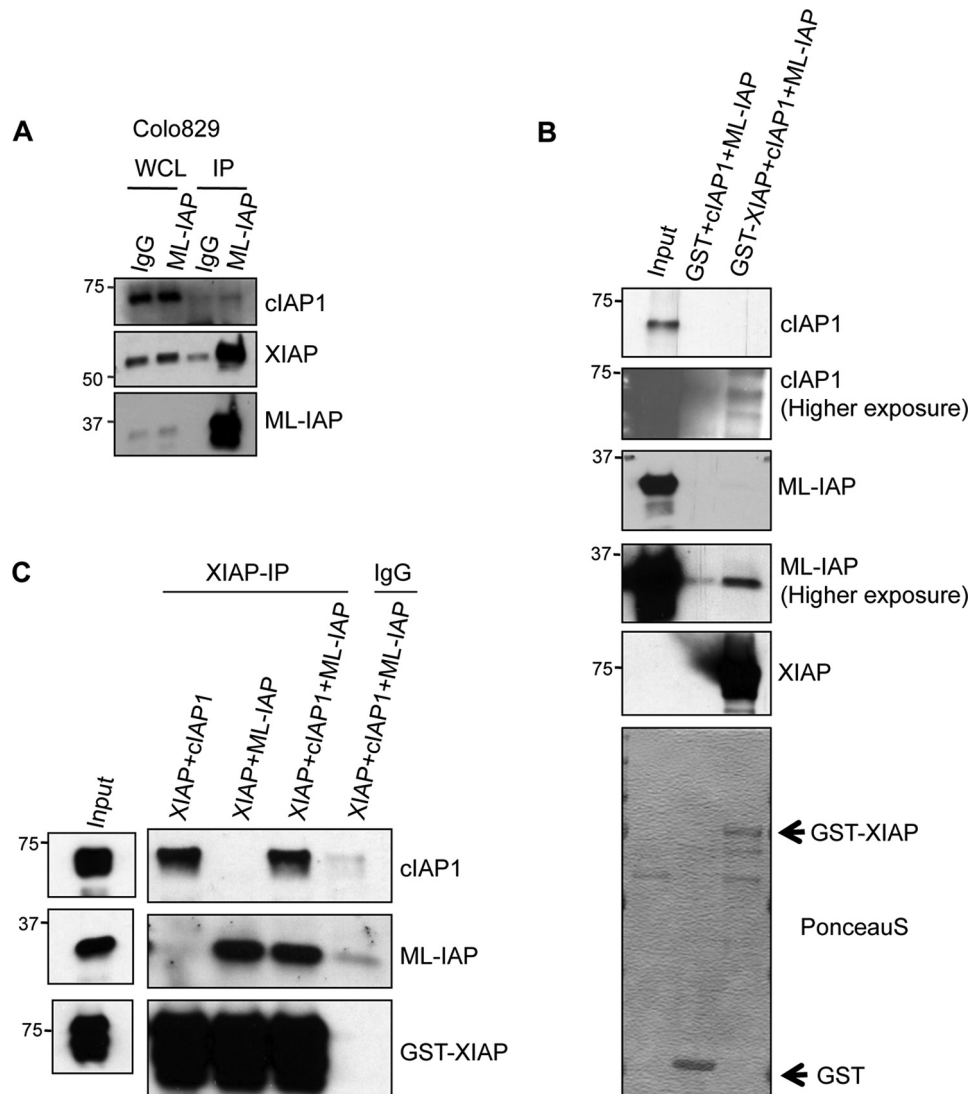 A
Colo829
WCL IP
IgG
ML-IAP
IgG
ML-IAP
75
cIAP1
XIAP
50
37
ML-IAP
B
Input
GST+cIAP1+ML-IAP
GST-XIAP+cIAP1+ML-IAP
75
cIAP1
75
cIAP1
(Higher exposure)
37
ML-IAP
37
ML-IAP
(Higher exposure)
75
XIAP
GST-XIAP
PonceauS
GST
C
XIAP-IP IgG
Input
XIAP+cIAP1
XIAP+ML-IAP
XIAP+cIAP1+ML-IAP
XIAP+cIAP1+ML-IAP
75
cIAP1
37
ML-IAP
75
GST-XIAP